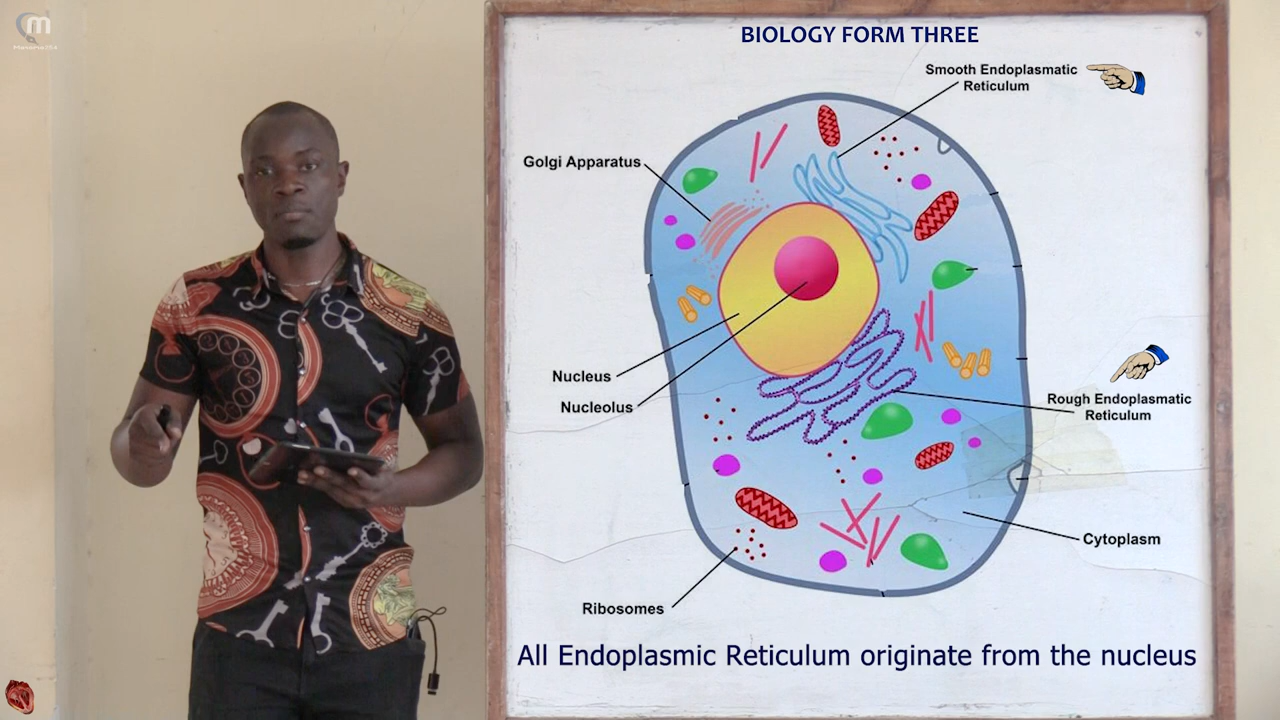 BIOLOGY FORM THREE
Smooth Endoplasmatic
Reticulum
Golgi Apparatus
Nucleus
Nucleolus
Rough Endoplasmatic
Reticulum
Cytoplasm
Ribosomes
All Endoplasmic Reticulum originate from the nucleus